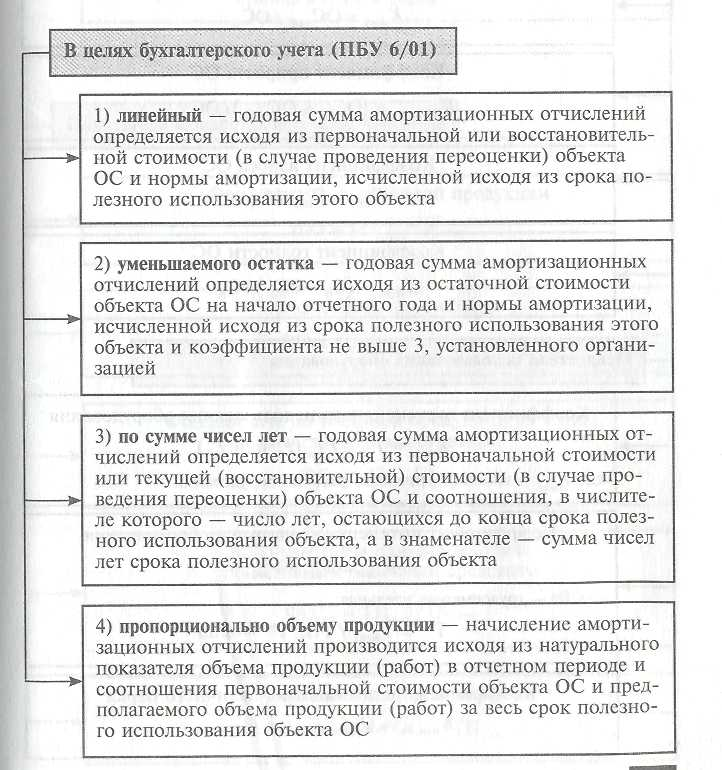 В целях бухгалтерского учета (ПБУ 6/01)
1) линейный — годовая сумма амортизационных отчислений
определяется исходя из первоначальной или восстановитель-
ной стоимости (в случае проведения переоценки) объекта
ОС и нормы амортизации, исчисленной исходя из срока по-
лезного использования этого объекта
2) уменьшаемого остатка — годовая сумма амортизационных
отчислений определяется исходя из остаточной стоимости
объекта ОС на начало отчетного года и нормы амортизации,
исчисленной исходя из срока полезного использования этого
объекта и коэффициента не выше 3, установленного органи-
зацией
3) по сумме чисел лет — годовая сумма амортизационных от-
числений определяется исходя из первоначальной стоимости
или текущей (восстановительной) стоимости (в случае про-
ведения переоценки) объекта ОС и соотношения, в числите-
ле которого — число лет, остающихся до конца срока полез-
ного использования объекта, а в знаменателе — сумма чисел
лет срока полезного использования объекта
4) пропорционально объему продукции — начисление аморти-
зационных отчислений производится исходя из натурального
показателя объема продукции (работ) в отчетном периоде и
соотношения первоначальной стоимости объекта ОС и пред-
полагаемого объема продукции (работ) за весь срок полезно-
го использования объекта ОС